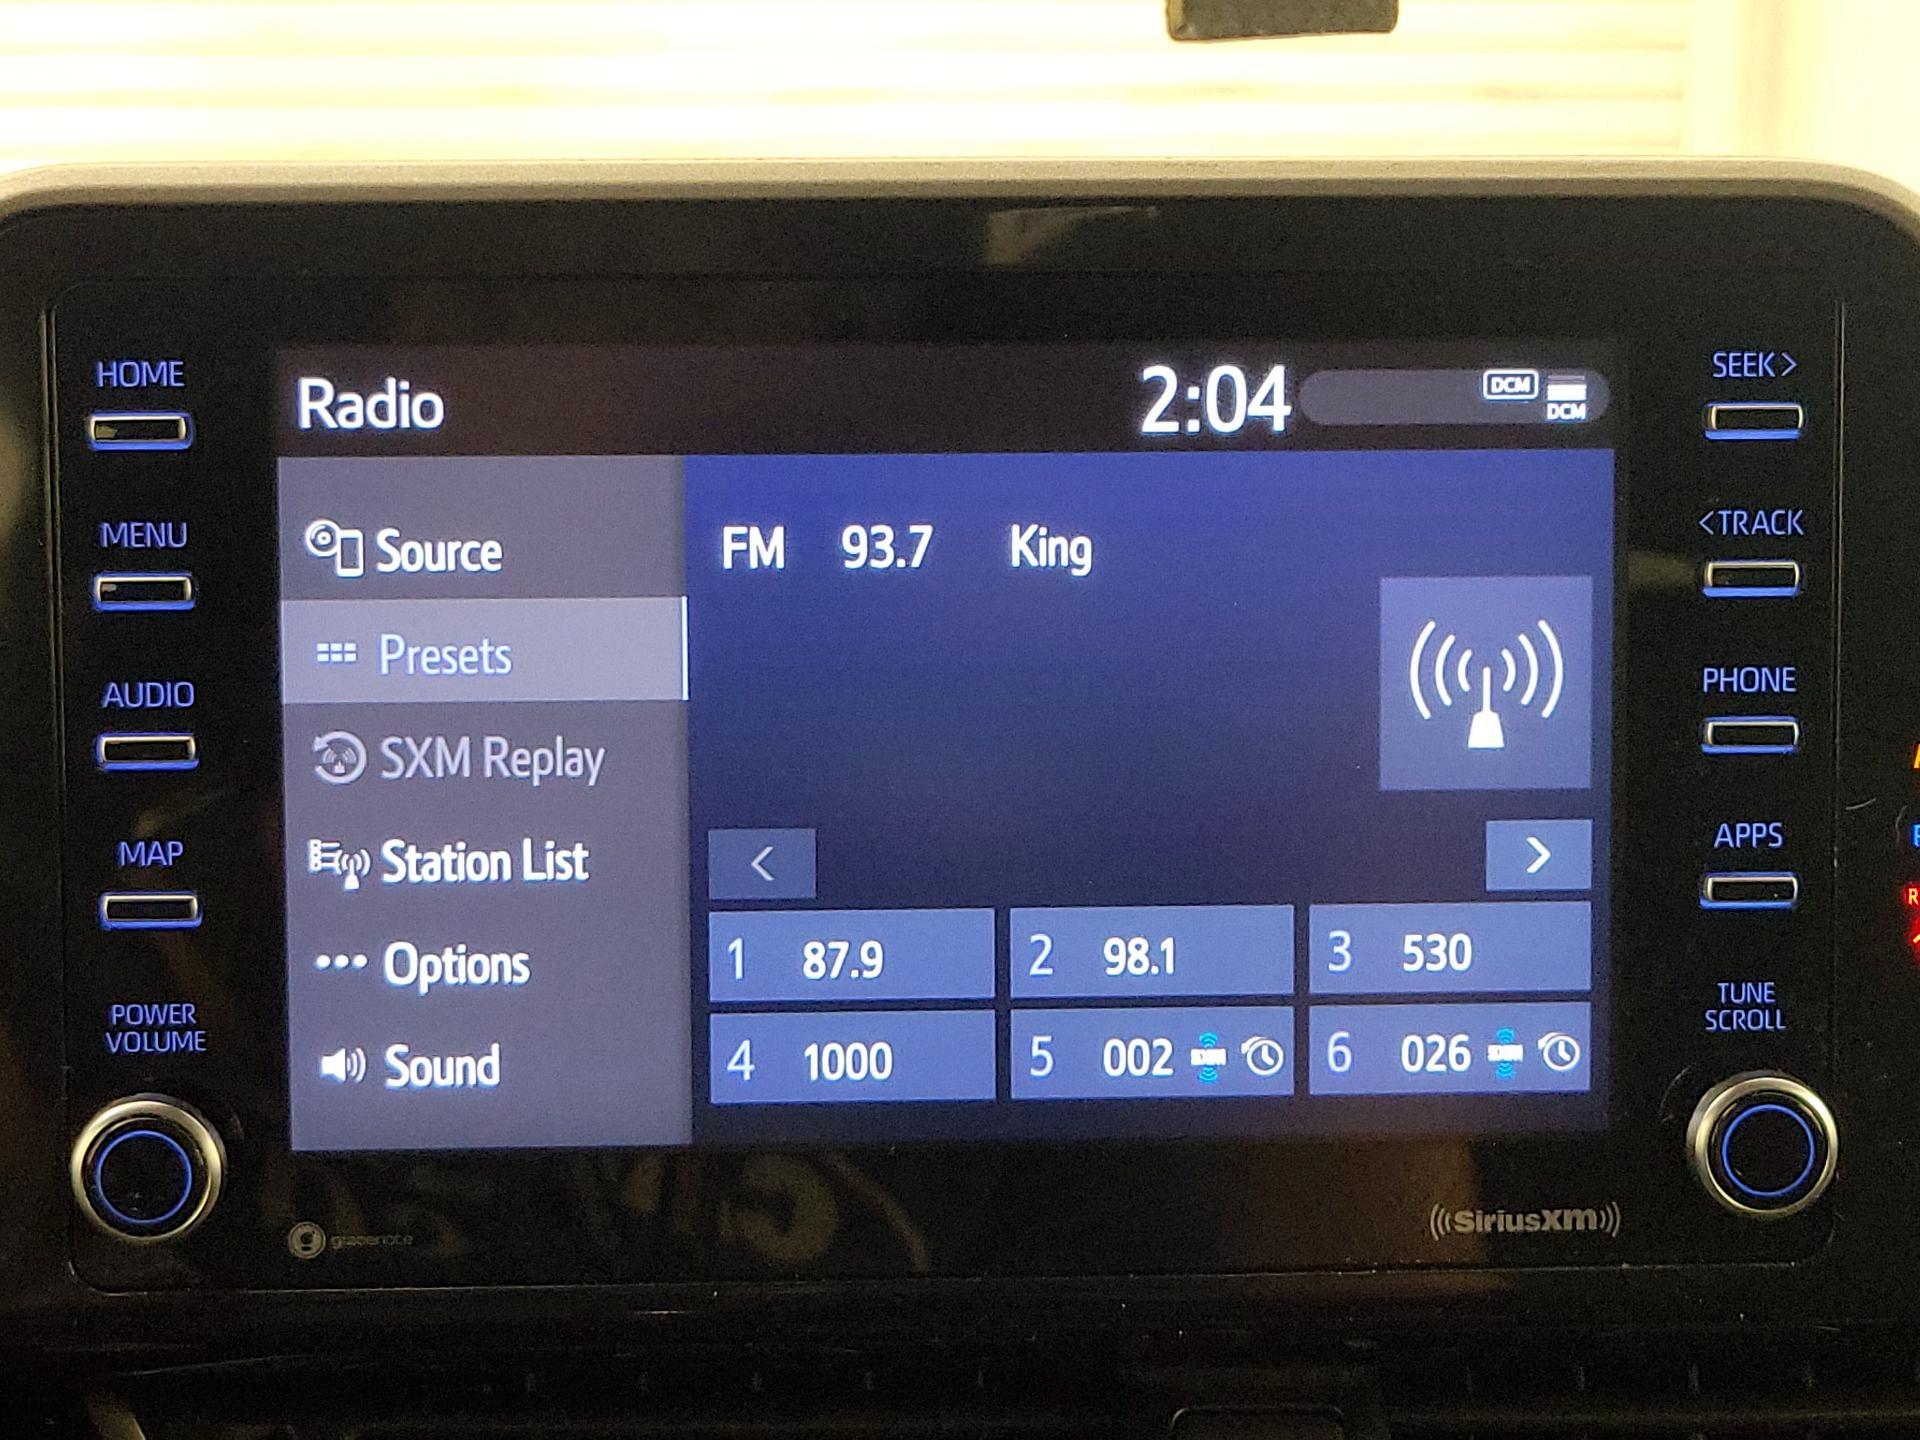 HOME
MENU
AUDIO
MAP
POWER
VOLUME
Radio
2:04
DCM
DCM
Source
Presets
SXM Replay
Station List
Options
Sound
FM 93.7 King
<
>
1 87.9
2 98.1
3 530
4 1000
5 002 SXM
6 026 SXM
SEEK>
<TRACK
PHONE
APPS
TUNE
SCROLL
gracenote
SiriusXM